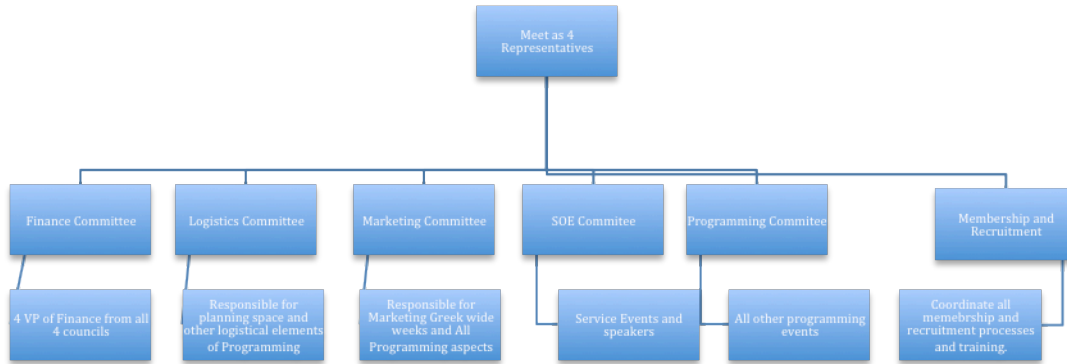 Meet as 4
Representatives
Finance Committee
Logistics Committee
Marketing Committee
SOE Commitee
Programming Commitee
Membership and
Recruitment
4 VP of Finance from all
4 councils
Responsible for
planning space and
other logistical elements
of Programming
Responsible for
Marketing Greek wide
weeks and All
Programming aspects
Service Events and
speakers
All other programming
events
Coordinate all
memebrship and
recruitment processes
and training.